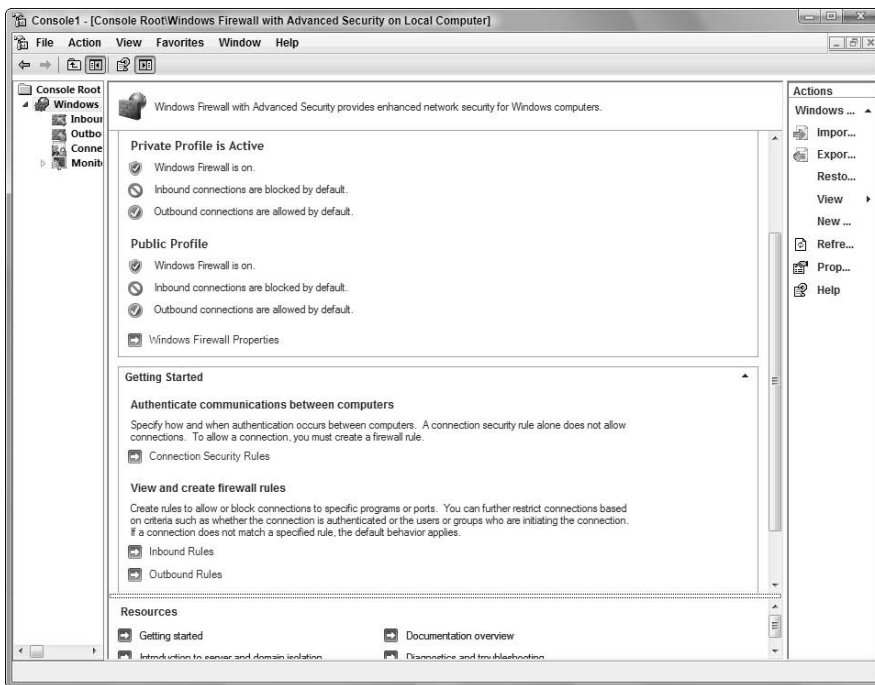 Console1 - [Console Root\Windows Firewall with Advanced Security on Local Computer]
File Action View Favorites Window Help
Console Root
Windows
Inbour
Outbo
Conne
Monit
Windows Firewall with Advanced Security provides enhanced network security for Windows computers.
Private Profile is Active
Windows Firewall is on.
Inbound connections are blocked by default.
Outbound connections are allowed by default.
Public Profile
Windows Firewall is on.
Inbound connections are blocked by default.
Outbound connections are allowed by default.
Windows Firewall Properties
Getting Started
Authenticate communications between computers
Specify how and when authentication occurs between computers. A connection security rule alone does not allow
connections. To allow a connection, you must create a firewall rule.
Connection Security Rules
View and create firewall rules
Create rules to allow or block connections to specific programs or ports. You can further restrict connections based
on criteria such as whether the connection is authenticated or the users or groups who are initiating the connection.
If a connection does not match a specified rule, the default behavior applies.
Inbound Rules
Outbound Rules
Resources
Getting started
Documentation overview
Introduction to server and domain isolation
Diagnostics and troubleshooting
Actions
Windows ...
Impor...
Expor...
Resto...
View
New ...
Refre...
Prop...
Help